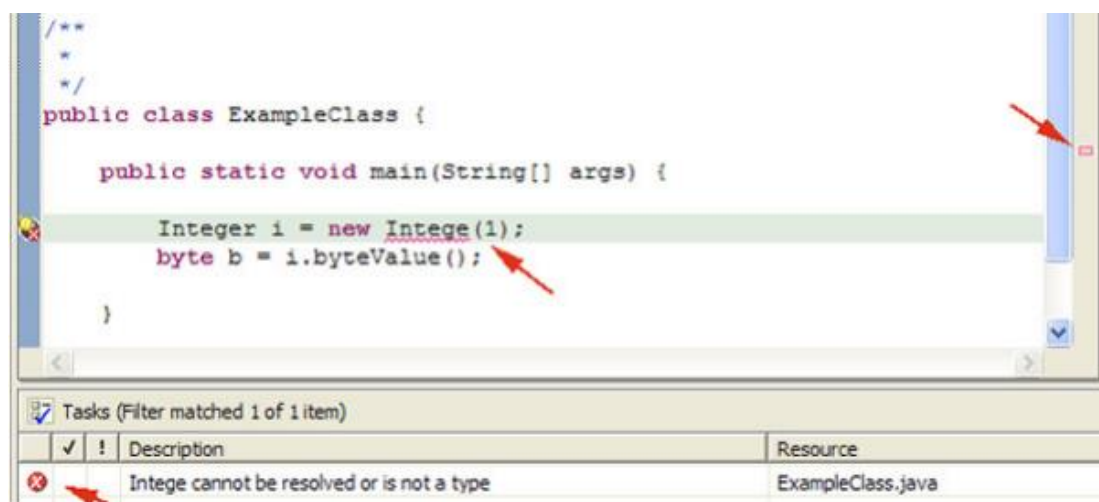 /**
*
*/
public class ExampleClass {
public static void main(String[] args) {
Integer i = new Intege(1);
byte b = i.byteValue();
}
Tasks (Filter matched 1 of 1 item)
✓ ! Description Resource
Intege cannot be resolved or is not a type ExampleClass.java